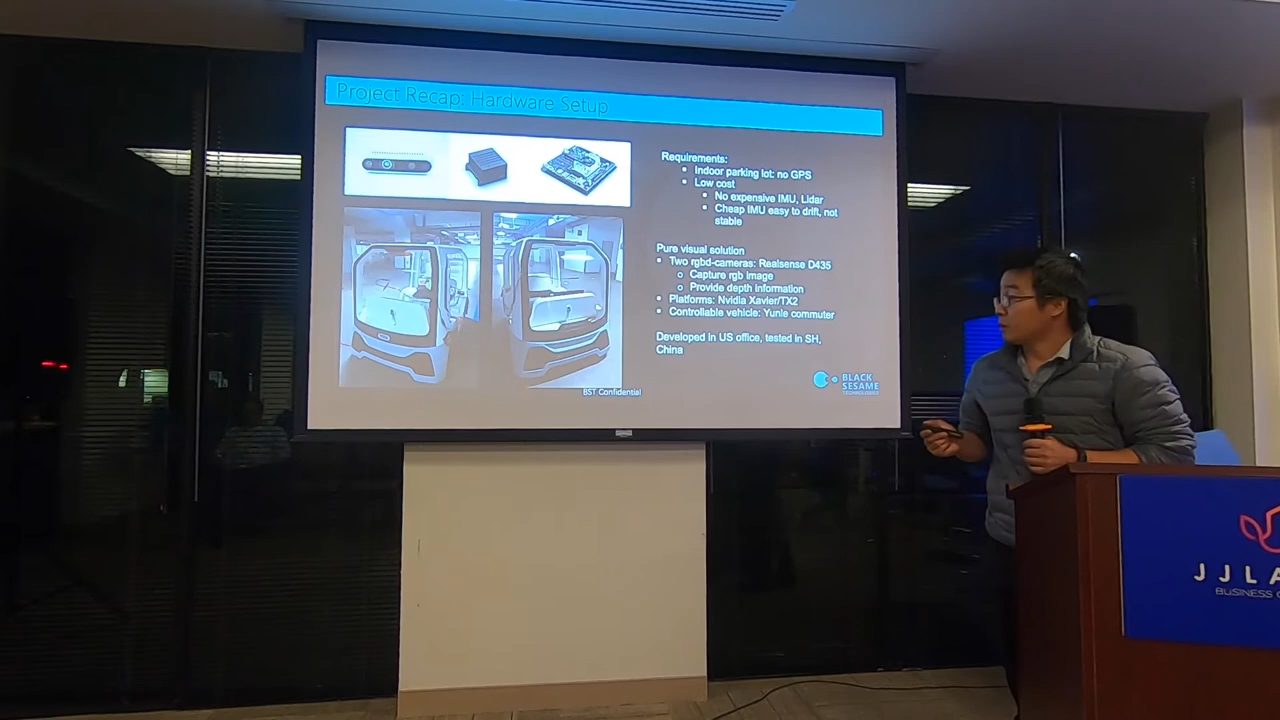 Project Recap: Hardware Setup
Requirements:
Indoor parking lot: no GPS
Low cost
No expensive IMU, Lidar
Cheap IMU easy to drift, not
stable
Pure visual solution
Two rgbd-cameras: Realsense D435
Capture rgb image
Provide depth information
Platforms: Nvidia Xavier/TX2
Controllable vehicle: Yunle commuter
Developed in US office, tested in SH,
China
BST Confidential
BLACK
SESAME
TECHNOLOGIES
JJLA
BUSINESS